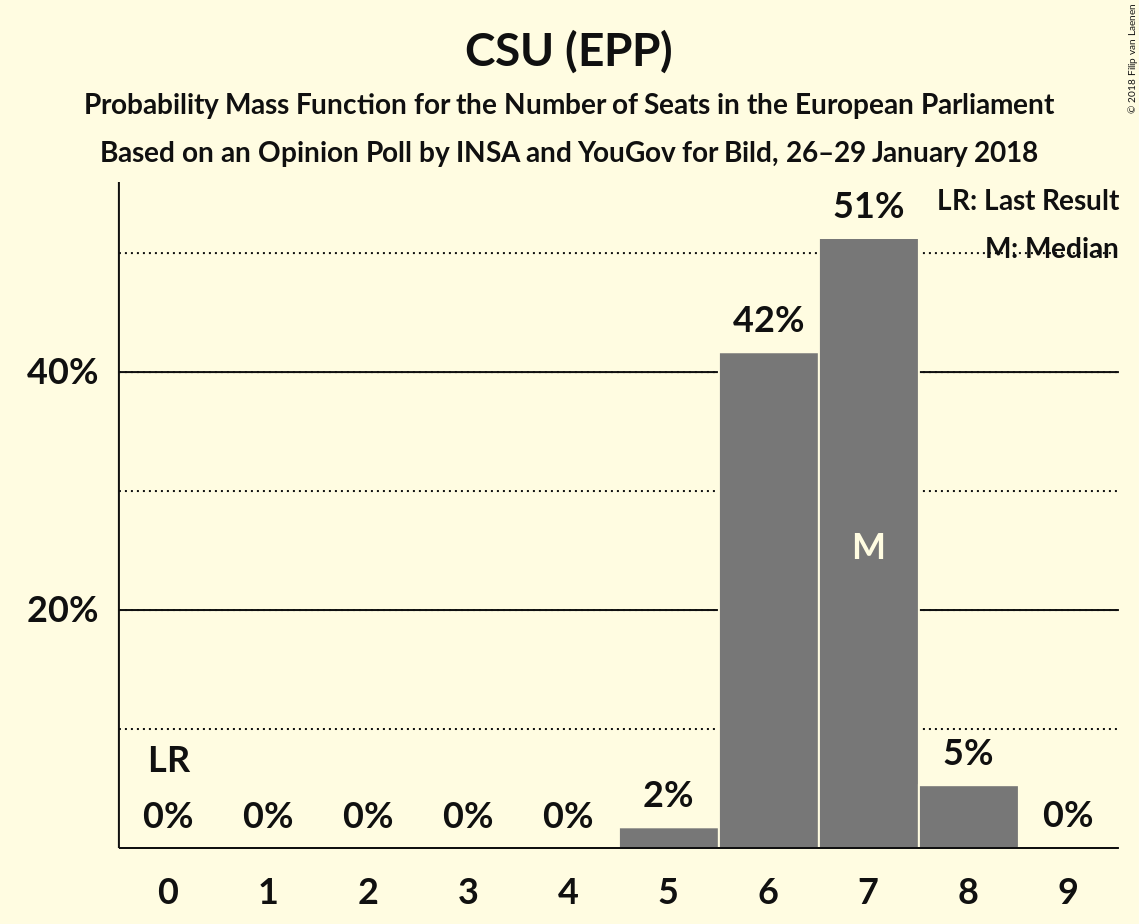 CSU (EPP)
Probability Mass Function for the Number of Seats in the European Parliament
Based on an Opinion Poll by INSA and YouGov for Bild, 26–29 January 2018
© 2018 Filip van Laenen
LR: Last Result
M: Median
51%
42%
40%
M
20%
LR
5%
2%
0% 0% 0% 0% 0% 0%
0 1 2 3 4 5 6 7 8 9